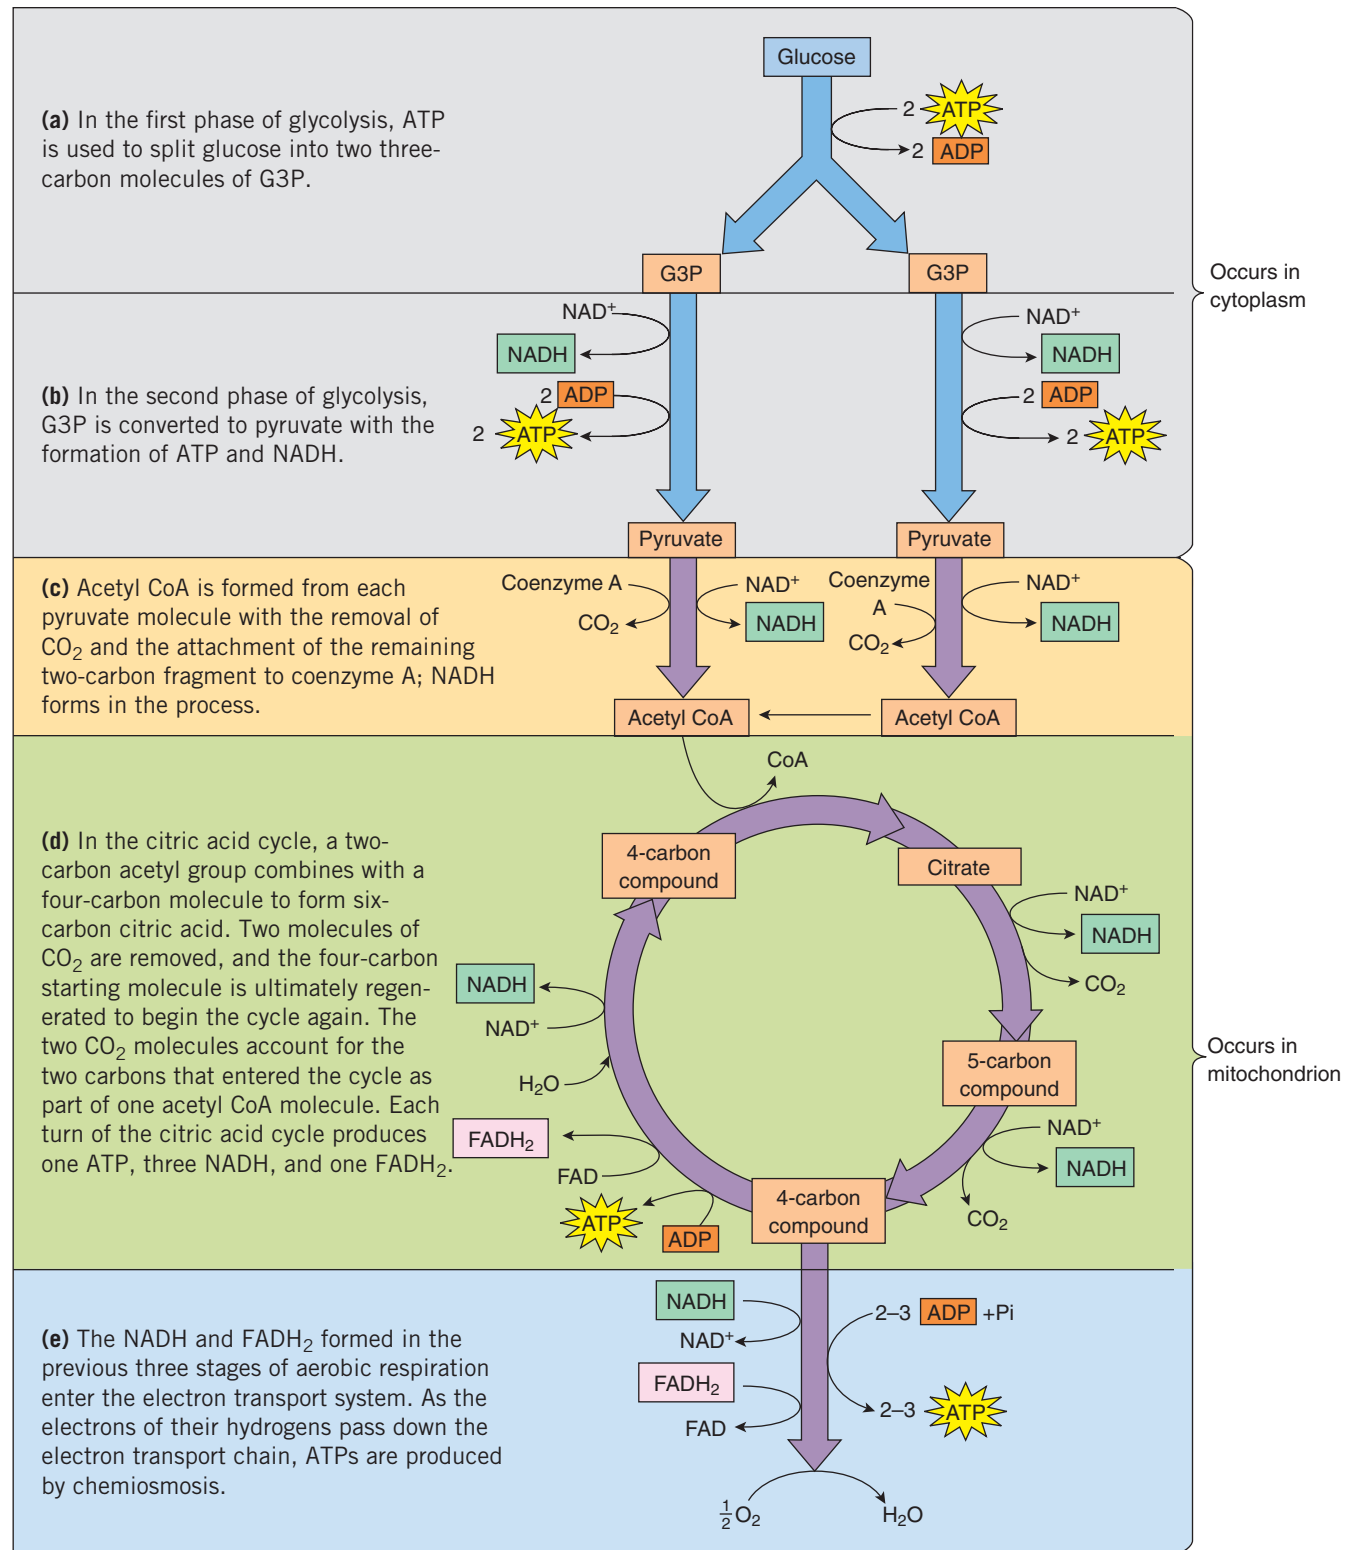 Glucose
(a) In the first phase of glycolysis, ATP
is used to split glucose into two three-
carbon molecules of G3P.
2 ATP
2 ADP
G3P
G3P
Occurs in
cytoplasm
(b) In the second phase of glycolysis,
G3P is converted to pyruvate with the
formation of ATP and NADH.
NAD+
NADH
2 ADP
2 ATP
NAD+
NADH
2 ADP
2 ATP
Pyruvate
Pyruvate
(c) Acetyl CoA is formed from each
pyruvate molecule with the removal of
CO2 and the attachment of the remaining
two-carbon fragment to coenzyme A; NADH
forms in the process.
Coenzyme A
CO2
NAD+
NADH
Coenzyme
A
CO2
NAD+
NADH
Acetyl CoA
Acetyl CoA
(d) In the citric acid cycle, a two-
carbon acetyl group combines with a
four-carbon molecule to form six-
carbon citric acid. Two molecules of
CO2 are removed, and the four-carbon
starting molecule is ultimately regen-
erated to begin the cycle again. The
two CO2 molecules account for the
two carbons that entered the cycle as
part of one acetyl CoA molecule. Each
turn of the citric acid cycle produces
one ATP, three NADH, and one FADH2.
CoA
4-carbon
compound
Citrate
NAD+
NADH
CO2
5-carbon
compound
NAD+
NADH
CO2
4-carbon
compound
ADP
ATP
FAD
FADH2
H2O
NAD+
NADH
Occurs in
mitochondrion
(e) The NADH and FADH2 formed in the
previous three stages of aerobic respiration
enter the electron transport system. As the
electrons of their hydrogens pass down the
electron transport chain, ATPs are produced
by chemiosmosis.
NADH
NAD+
FADH2
FAD
2–3 ADP +Pi
2–3 ATP
1/2 O2
H2O